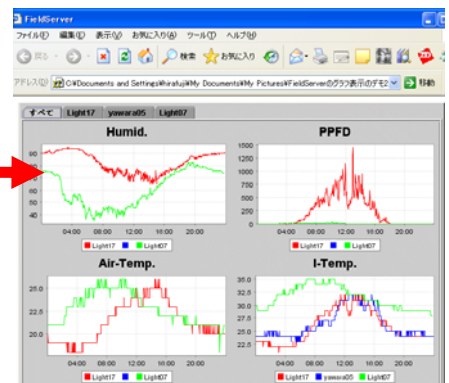 FieldServer
ファイル(F) 編集(E) 表示(V) お気に入り(A) ツール(T) ヘルプ(H)
戻る 検索 お気に入り
アドレス(D) C:¥Documents and Settings¥hirafuji¥My Documents¥My Pictures¥FieldServerのグラフ表示のデモ2 移動
すべて Light17 yawara05 Light07
Humid. PPFD
90
80
70
60
50
40
04:00 08:00 12:00 16:00 20:00
Light17 Light07
1500
1250
1000
750
500
250
0
04:00 08:00 12:00 16:00 20:00
Light17 Light07
Air-Temp. I-Temp.
25.0
22.5
20.0
04:00 08:00 12:00 16:00 20:00
Light17 Light07
35.0
32.5
30.0
27.5
25.0
22.5
04:00 08:00 12:00 16:00 20:00
Light17 yawara05 Light07